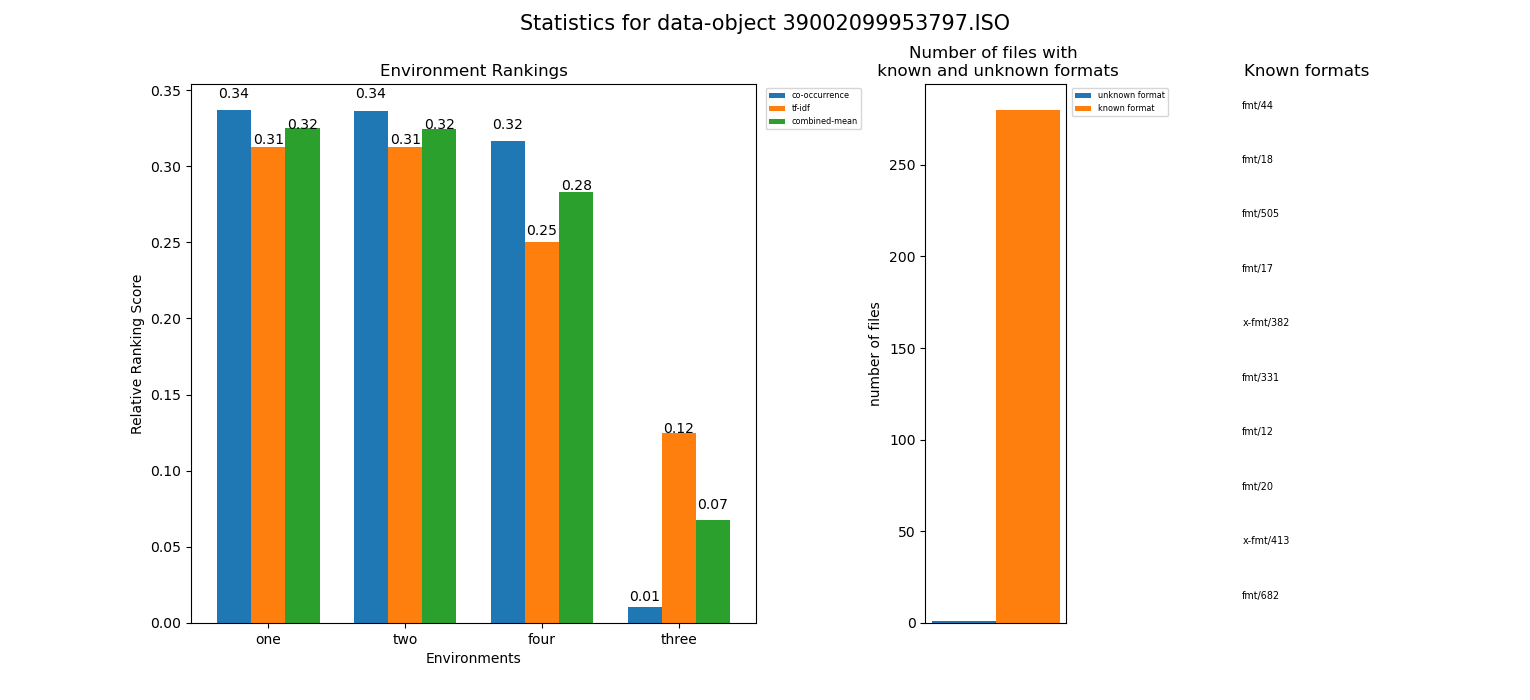 Statistics for data-object 39002099953797.ISO
Environment Rankings
0.35
0.30
0.25
0.20
0.15
0.10
0.05
0.00
Relative Ranking Score
0.34
0.31
0.32
0.34
0.31
0.32
0.32
0.25
0.28
0.01
0.12
0.07
one
two
four
three
Environments
co-occurrence
tf-idf
combined-mean
Number of files with
known and unknown formats
250
200
150
100
50
0
number of files
unknown format
known format
Known formats
fmt/44
fmt/18
fmt/505
fmt/17
x-fmt/382
fmt/331
fmt/12
fmt/20
x-fmt/413
fmt/682